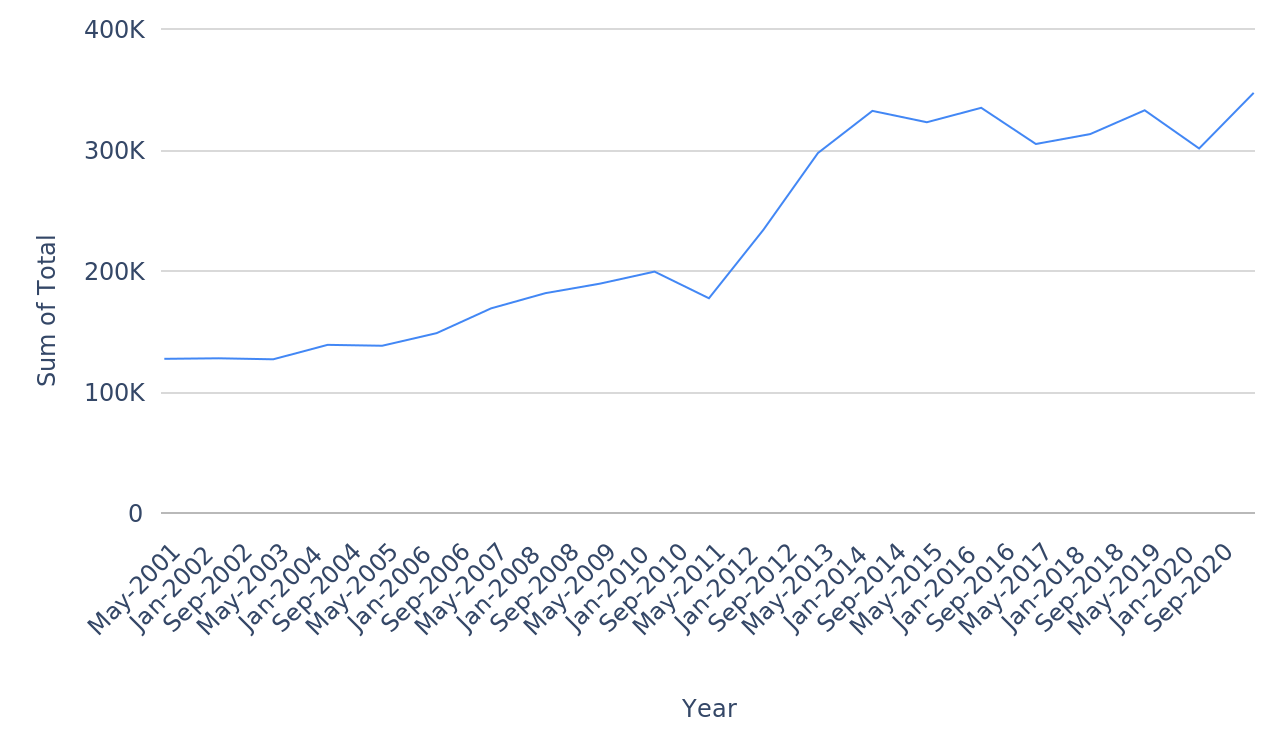 400K
300K
200K
100K
0
Sum of Total
May-2001
Jan-2002
Sep-2002
May-2003
Jan-2004
Sep-2004
May-2005
Jan-2006
Sep-2006
May-2007
Jan-2008
Sep-2008
May-2009
Jan-2010
Sep-2010
May-2011
Jan-2012
Sep-2012
May-2013
Jan-2014
Sep-2014
May-2015
Jan-2016
Sep-2016
May-2017
Jan-2018
Sep-2018
May-2019
Jan-2020
Sep-2020
Year